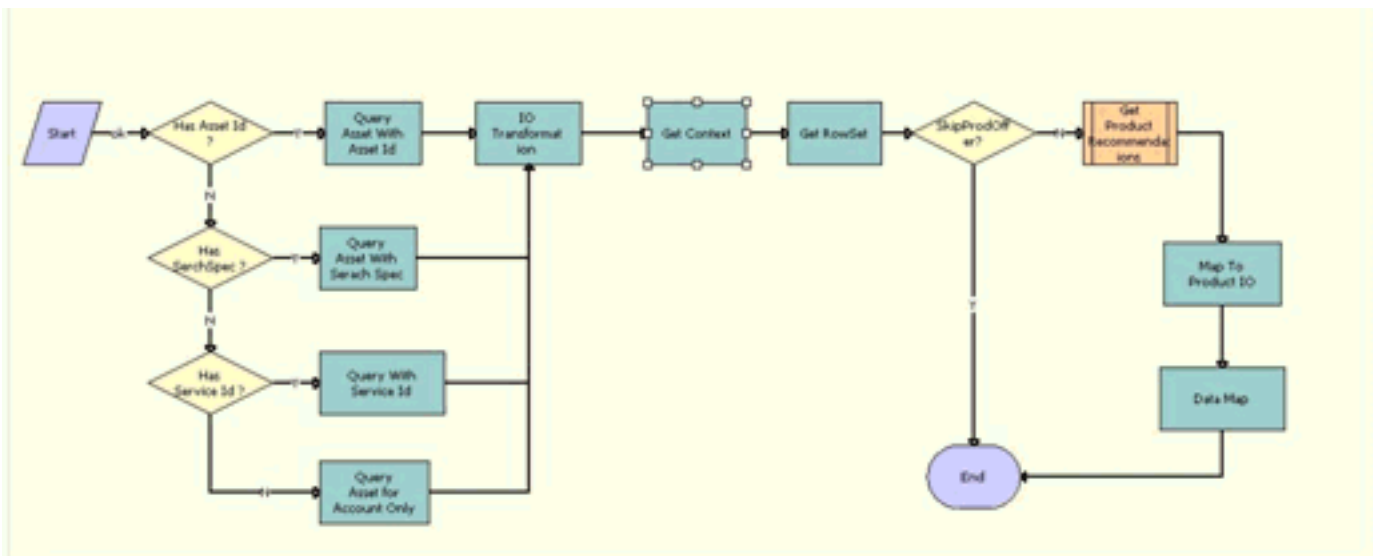 Start
ok
Has Asset Id
?
Y
Query
Asset With
Asset Id
IO
Transformat
ion
Get Context
Get RowSet
SkipProdOff
er?
N
Get
Product
Recommendat
ions
N
Has
SerchSpec ?
Y
Query
Asset With
Serach Spec
Map To
Product IO
N
Y
Has
Service Id ?
Y
Query With
Service Id
Data Map
N
Query
Asset for
Account Only
End